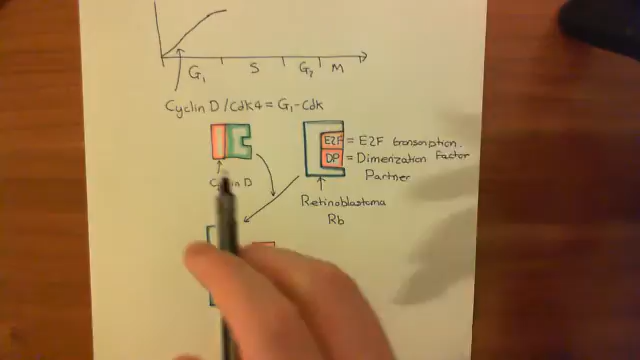 G₁ S G₂ M
Cyclin D / Cdk4 = G₁-Cdk
E2F = E2F transcription.
DP = Dimerization Factor
Partner
Cyclin D
Retinoblastoma
Rb